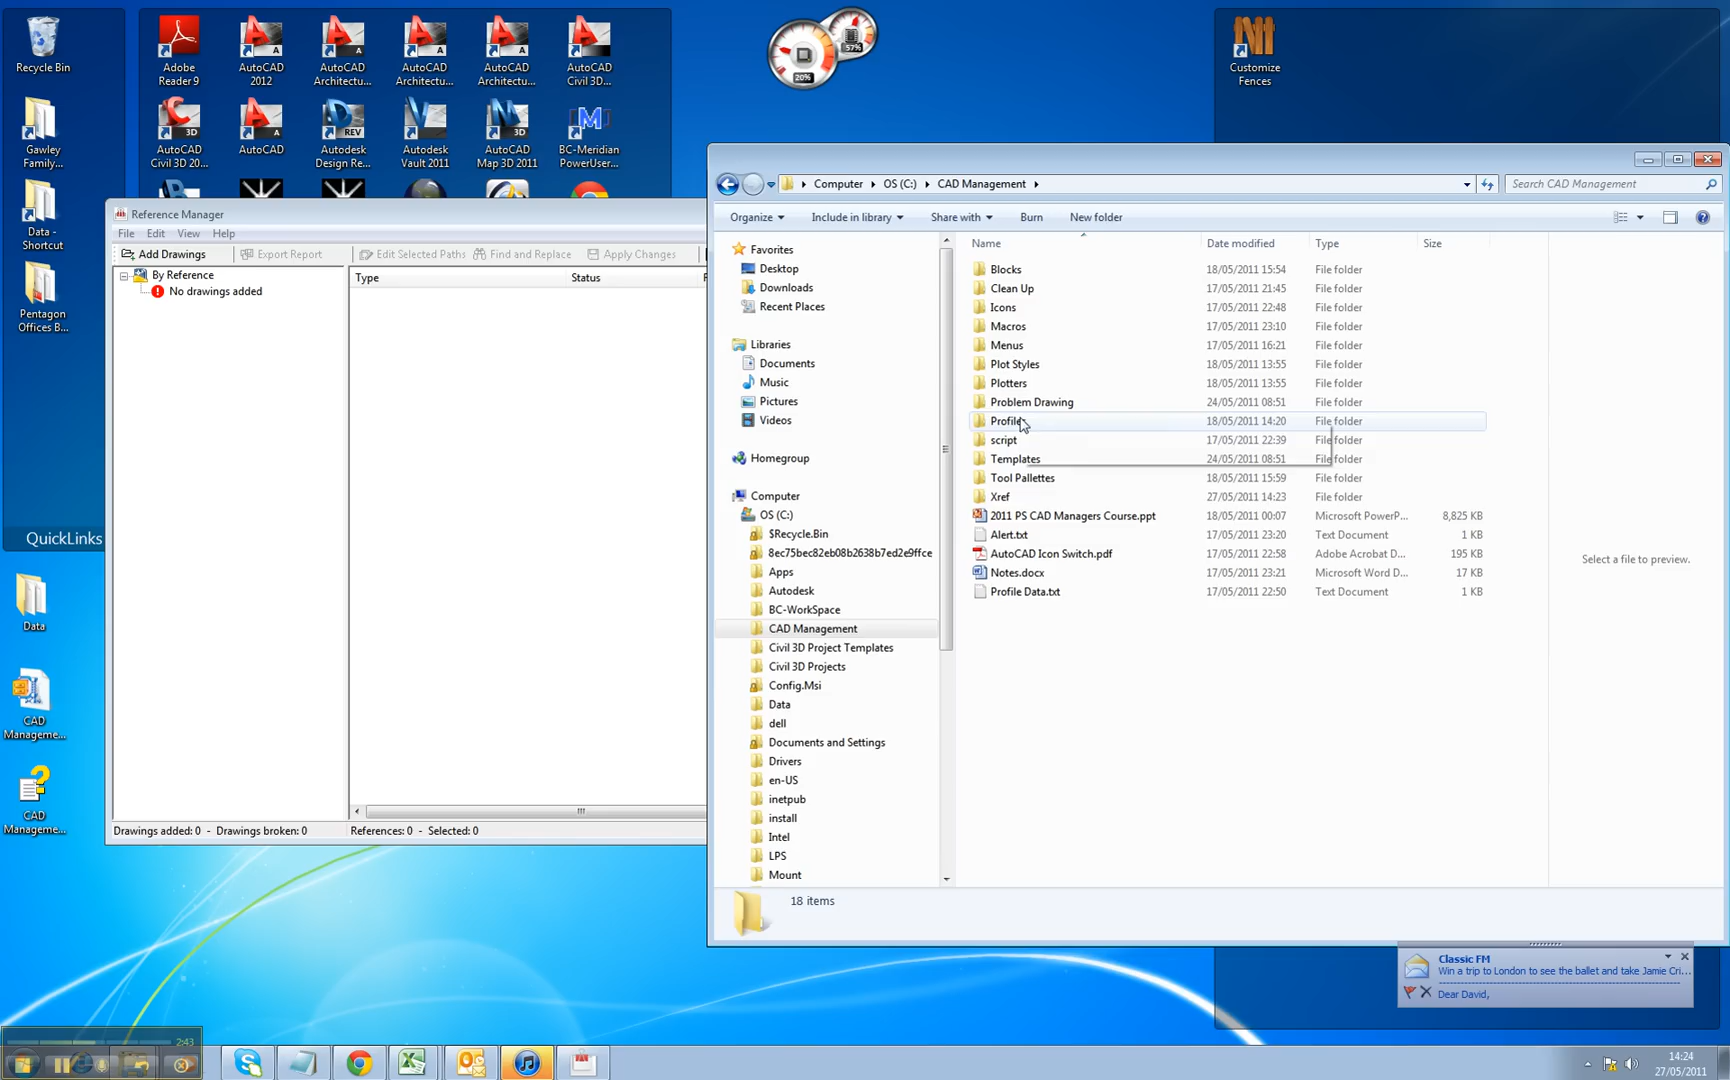 Recycle Bin
Gawley
Family...
Data -
Shortcut
Pentagon
Offices B...
QuickLinks
Data
CAD
Manageme...
CAD
Manageme...
Adobe
Reader 9
AutoCAD
2012
AutoCAD
Architectu...
AutoCAD
Architectu...
AutoCAD
Architectu...
AutoCAD
Civil 3D...
AutoCAD
Civil 3D 20...
AutoCAD
Autodesk
Design Re...
Autodesk
Vault 2011
AutoCAD
Map 3D 2011
BC-Meridian
PowerUser...
20%
57%
Customize
Fences
Reference Manager
File Edit View Help
Add Drawings Export Report Edit Selected Paths Find and Replace Apply Changes
By Reference
No drawings added
Type Status
Drawings added: 0 - Drawings broken: 0 References: 0 - Selected: 0
Computer OS (C:) CAD Management
Search CAD Management
Organize Include in library Share with Burn New folder
Favorites
Desktop
Downloads
Recent Places
Libraries
Documents
Music
Pictures
Videos
Homegroup
Computer
OS (C:)
$Recycle.Bin
8ec75bec82eb08b2638b7ed2e9ffce
Apps
Autodesk
BC-WorkSpace
CAD Management
Civil 3D Project Templates
Civil 3D Projects
Config.Msi
Data
dell
Documents and Settings
Drivers
en-US
inetpub
install
Intel
LPS
Mount
Name Date modified Type Size
Blocks 18/05/2011 15:54 File folder
Clean Up 17/05/2011 21:45 File folder
Icons 17/05/2011 22:48 File folder
Macros 17/05/2011 23:10 File folder
Menus 17/05/2011 16:21 File folder
Plot Styles 18/05/2011 13:55 File folder
Plotters 18/05/2011 13:55 File folder
Problem Drawing 24/05/2011 08:51 File folder
Profiles 18/05/2011 14:20 File folder
script 17/05/2011 22:39 File folder
Templates 24/05/2011 08:51 File folder
Tool Pallettes 18/05/2011 15:59 File folder
Xref 27/05/2011 14:23 File folder
2011 PS CAD Managers Course.ppt 18/05/2011 00:07 Microsoft PowerP... 8,825 KB
Alert.txt 17/05/2011 23:20 Text Document 1 KB
AutoCAD Icon Switch.pdf 17/05/2011 22:58 Adobe Acrobat D... 195 KB
Notes.docx 17/05/2011 23:21 Microsoft Word D... 17 KB
Profile Data.txt 17/05/2011 22:50 Text Document 1 KB
Select a file to preview.
18 items
Classic FM
Win a trip to London to see the ballet and take Jamie Cri...
Dear David,
2:43
14:24
27/05/2011